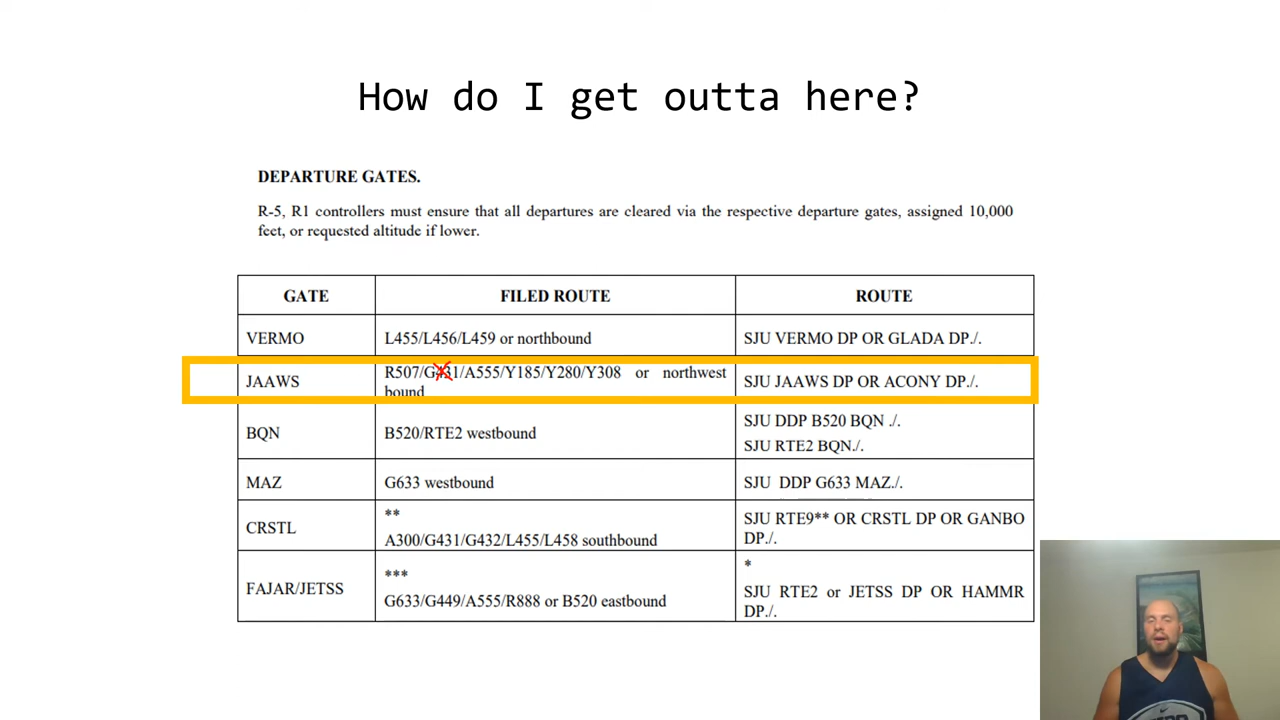 How do I get outta here?
DEPARTURE GATES.
R-5, R1 controllers must ensure that all departures are cleared via the respective departure gates, assigned 10,000
feet, or requested altitude if lower.
GATE FILED ROUTE ROUTE
VERMO L455/L456/L459 or northbound SJU VERMO DP OR GLADA DP./.
JAAWS R507/G431/A555/Y185/Y280/Y308 or northwest
bound SJU JAAWS DP OR ACONY DP./.
BQN B520/RTE2 westbound SJU DDP B520 BQN ./.
SJU RTE2 BQN./.
MAZ G633 westbound SJU DDP G633 MAZ./.
CRSTL **
A300/G431/G432/L455/L458 southbound SJU RTE9** OR CRSTL DP OR GANBO
DP./.
FAJAR/JETSS ***
G633/G449/A555/R888 or B520 eastbound *
SJU RTE2 or JETSS DP OR HAMMR
DP./.